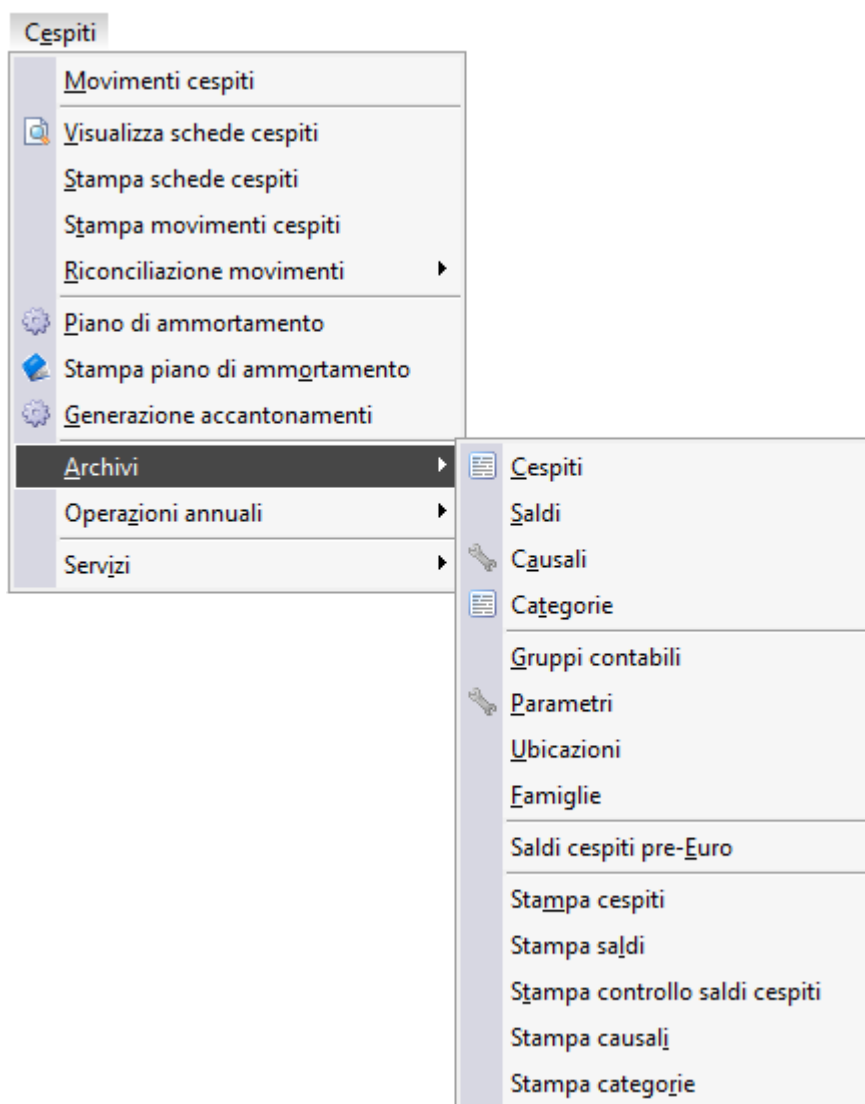 Cespiti
Movimenti cespiti
Visualizza schede cespiti
Stampa schede cespiti
Stampa movimenti cespiti
Riconciliazione movimenti
Piano di ammortamento
Stampa piano di ammortamento
Generazione accantonamenti
Archivi
Operazioni annuali
Servizi
Cespiti
Saldi
Causali
Categorie
Gruppi contabili
Parametri
Ubicazioni
Famiglie
Saldi cespiti pre-Euro
Stampa cespiti
Stampa saldi
Stampa controllo saldi cespiti
Stampa causali
Stampa categorie